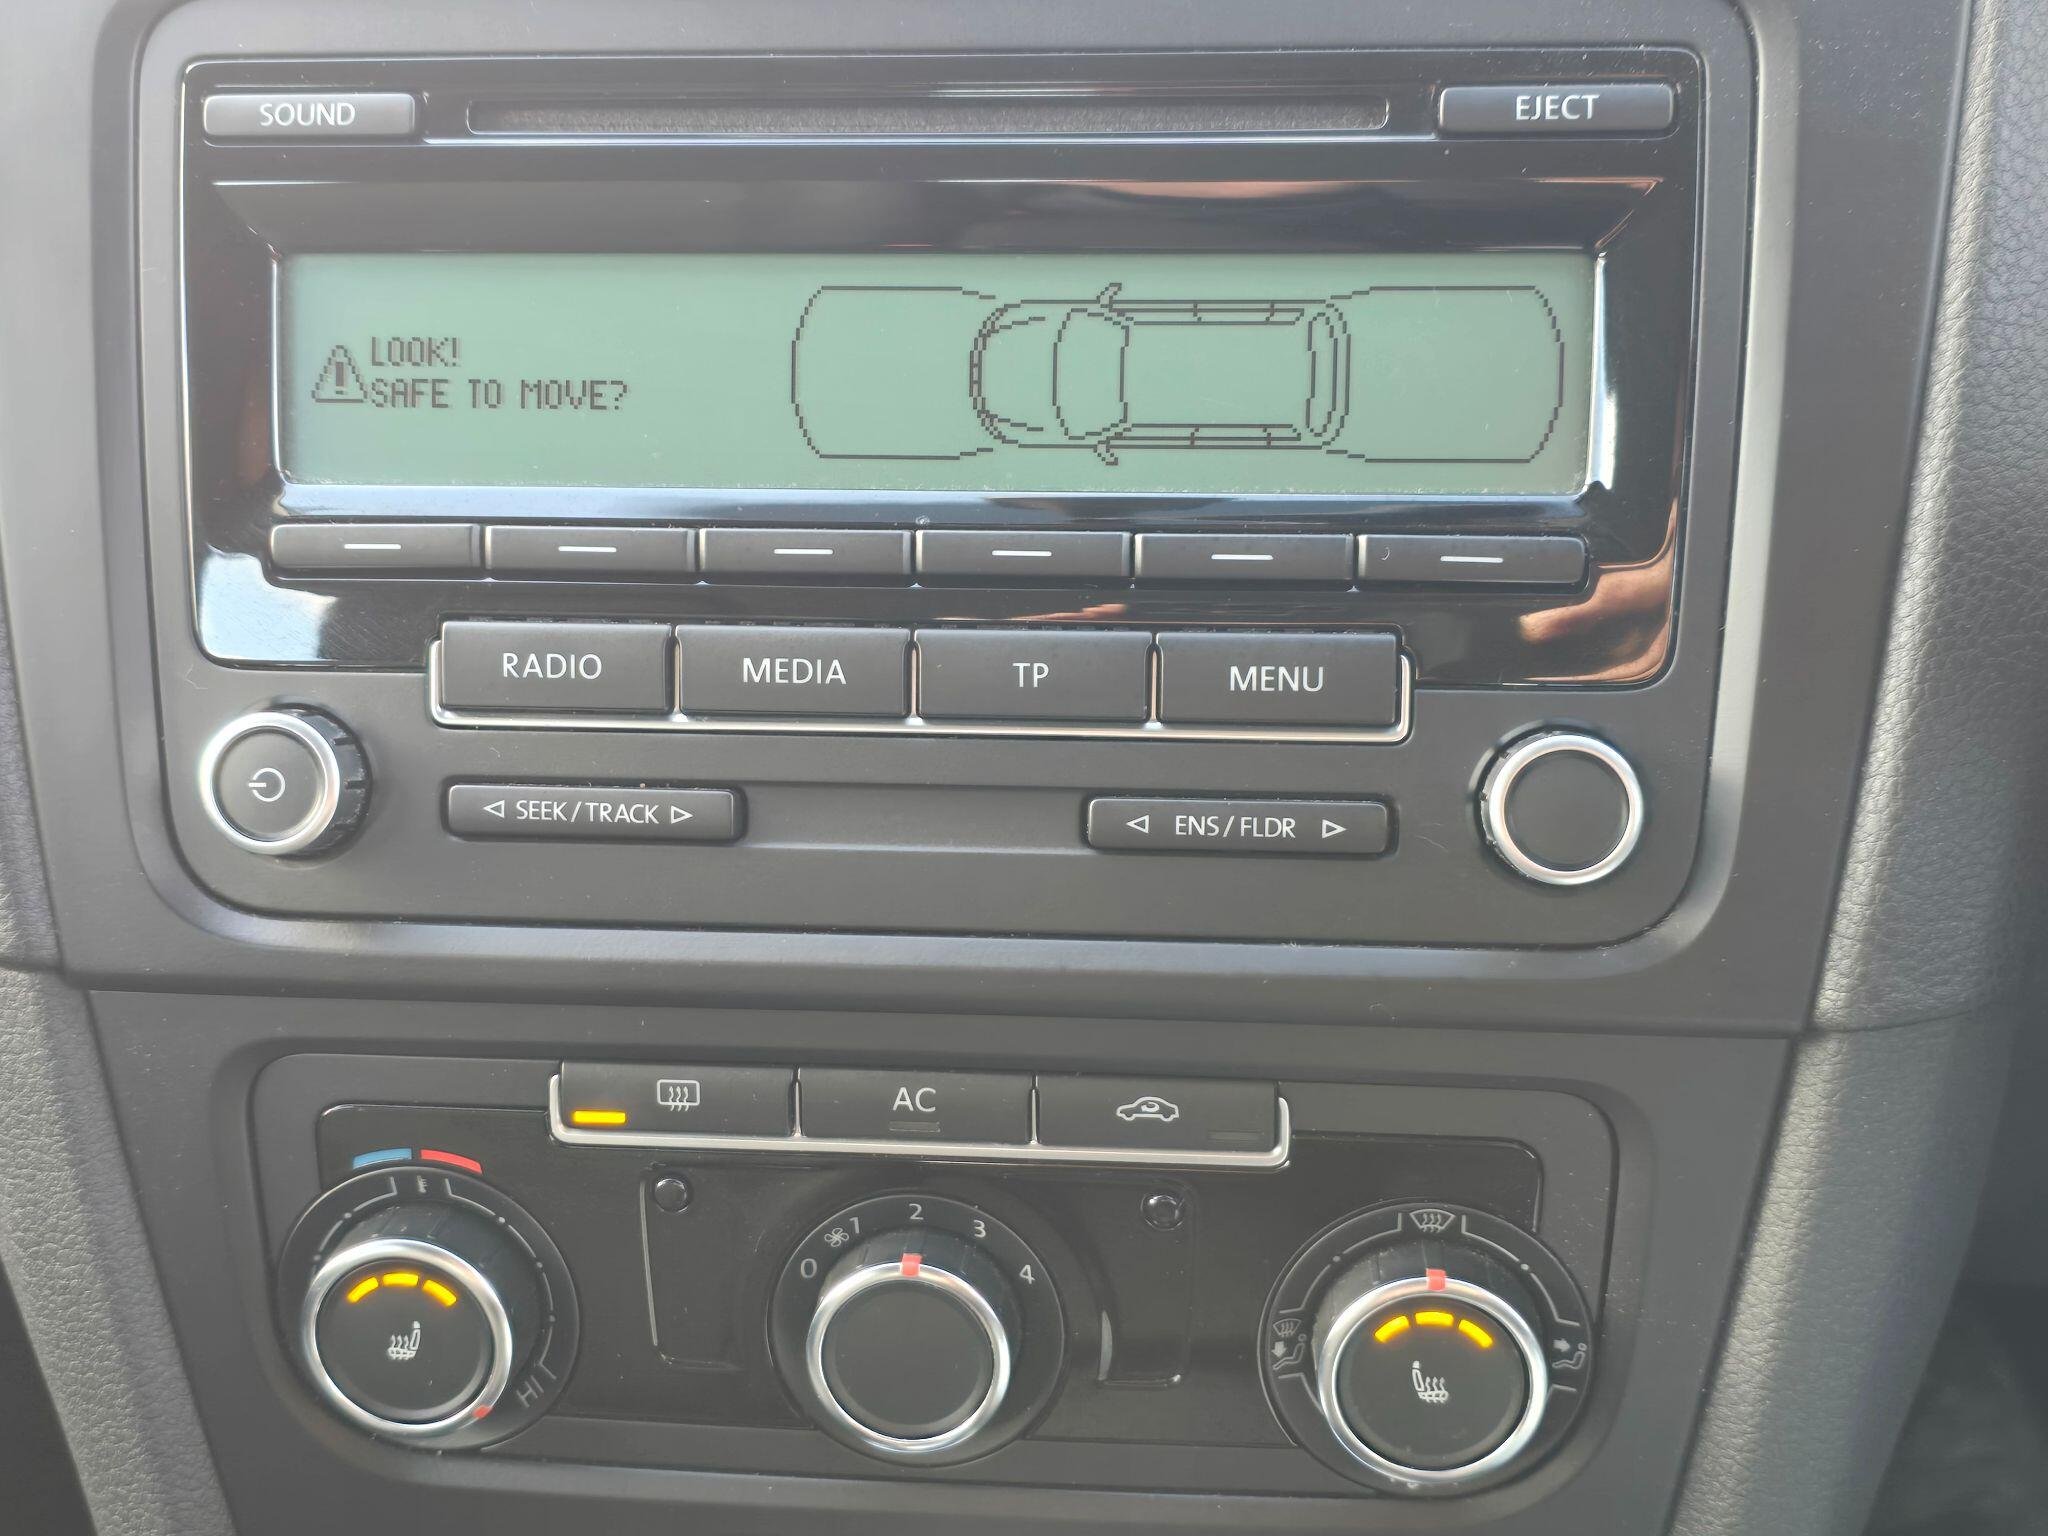 SOUND
EJECT
LOOK!
SAFE TO MOVE?
RADIO
MEDIA
TP
MENU
SEEK / TRACK
ENS / FLDR
AC
0
1
2
3
4
HI